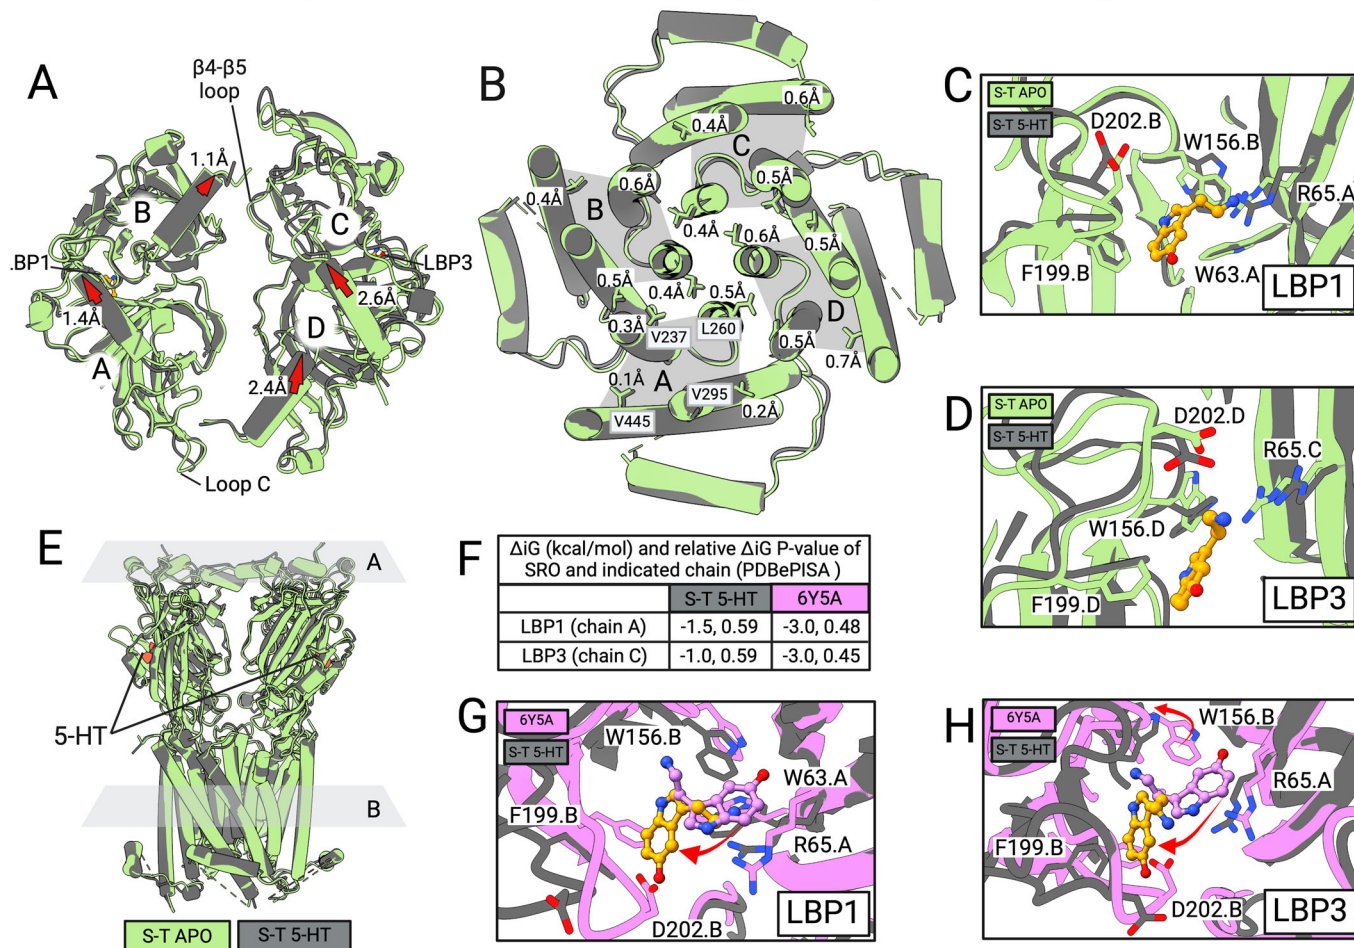 A
β4-β5
loop
1.1Å
B
C
.BP1
LBP3
1.4Å
2.6Å
D
A
2.4Å
Loop C
B
0.6Å
0.4Å
C
0.6Å
0.5Å
0.4Å
B
0.4Å
0.6Å
0.5Å
0.5Å
0.4Å
0.5Å
D
0.3Å
V237
L260
0.5Å
0.7Å
0.1Å
A
V295
0.2Å
V445
C
S-T APO
S-T 5-HT
D202.B
W156.B
R65.A
F199.B
W63.A
LBP1
D
S-T APO
S-T 5-HT
D202.D
R65.C
W156.D
F199.D
LBP3
E
A
5-HT
B
S-T APO
S-T 5-HT
F
ΔiG (kcal/mol) and relative ΔiG P-value of
SRO and indicated chain (PDBePISA )
S-T 5-HT 6Y5A
LBP1 (chain A) -1.5, 0.59 -3.0, 0.48
LBP3 (chain C) -1.0, 0.59 -3.0, 0.45
G
6Y5A
S-T 5-HT
W156.B
W63.A
F199.B
R65.A
D202.B
LBP1
H
6Y5A
S-T 5-HT
W156.B
R65.A
F199.B
D202.B
LBP3